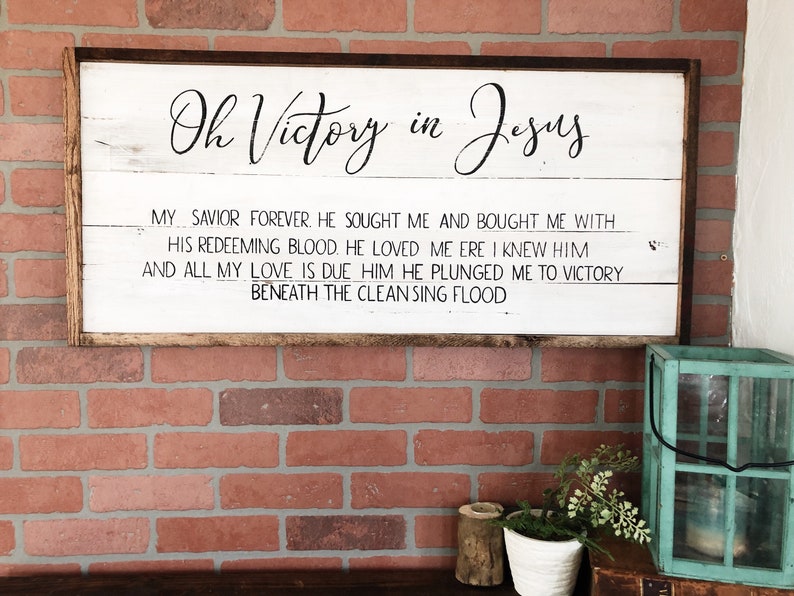 Oh Victory in Jesus
MY SAVIOR FOREVER. HE SOUGHT ME AND BOUGHT ME WITH
HIS REDEEMING BLOOD. HE LOVED ME ERE I KNEW HIM
AND ALL MY LOVE IS DUE HIM HE PLUNGED ME TO VICTORY
BENEATH THE CLEANSING FLOOD